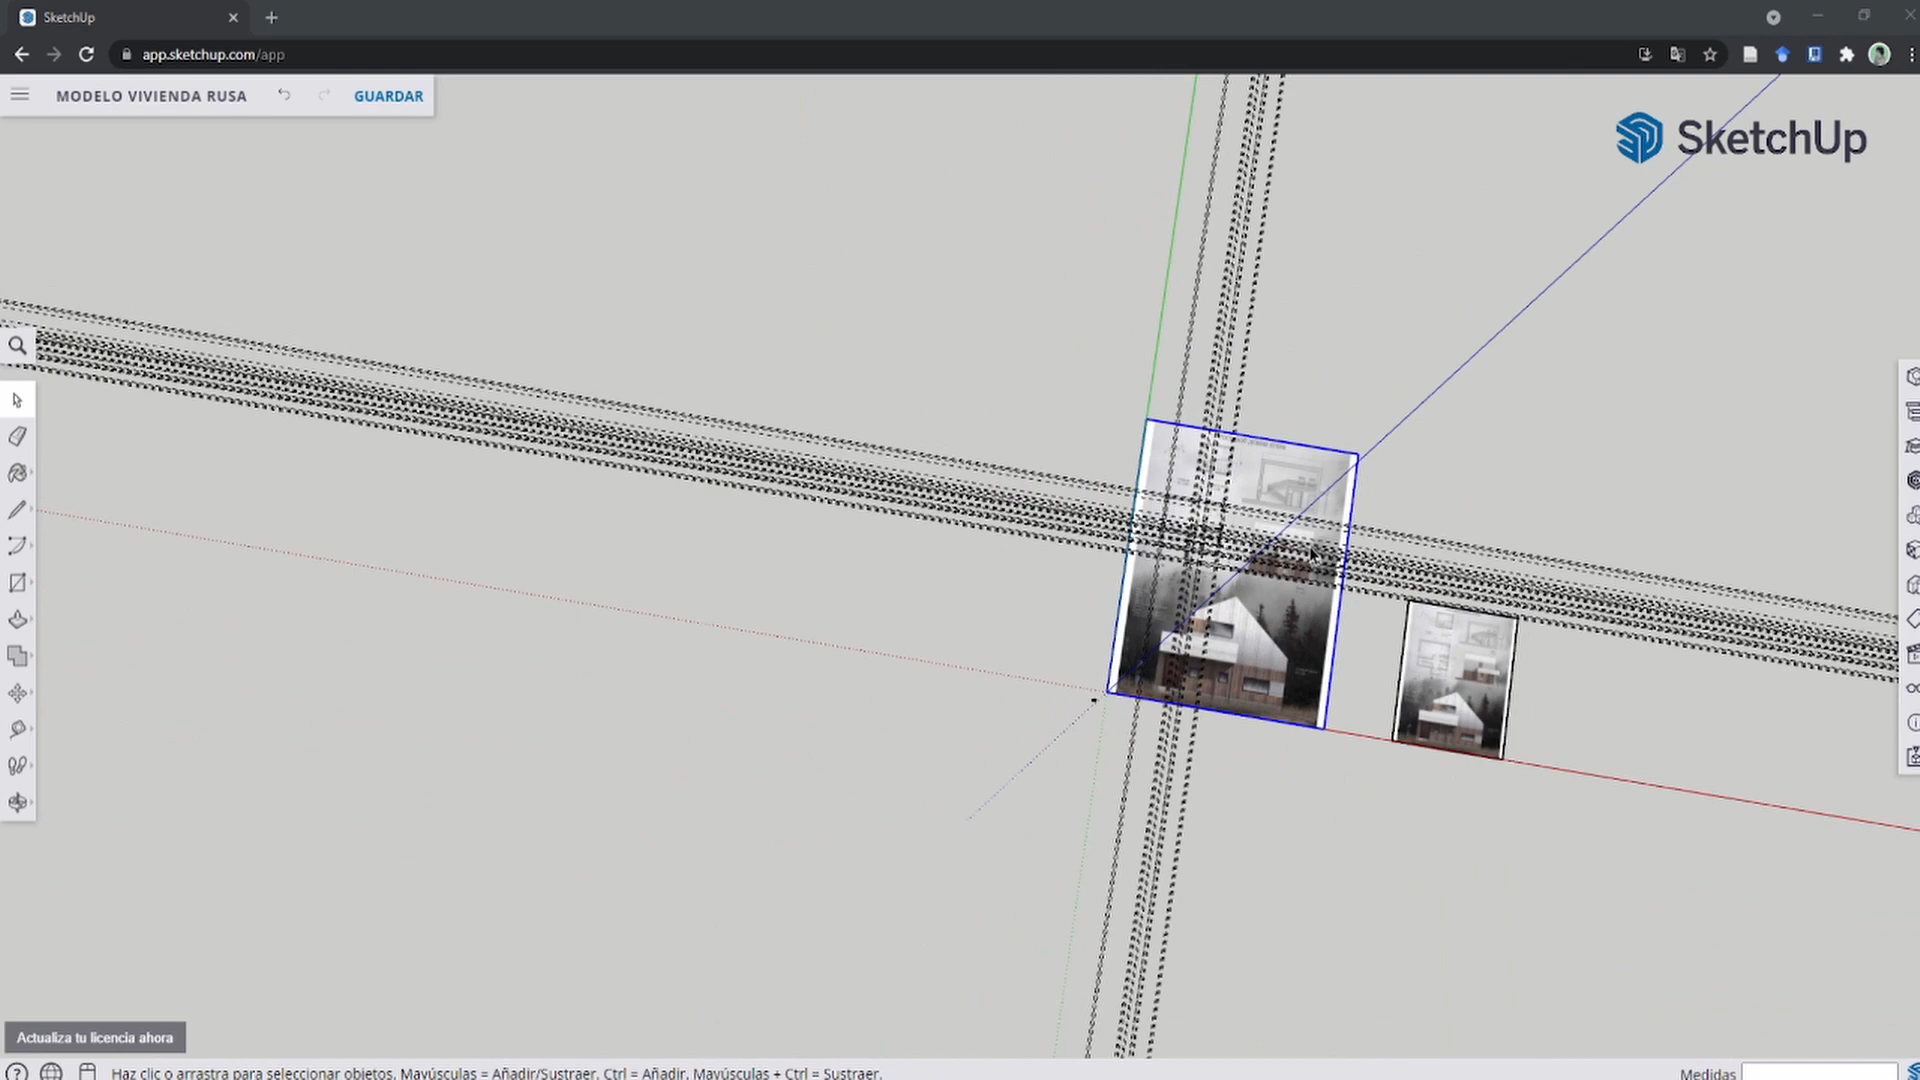 SketchUp
app.sketchup.com/app
MODELO VIVIENDA RUSA
GUARDAR
SketchUp
Actualiza tu licencia ahora
Haz clic o arrastra para seleccionar objetos. Mayúsculas = Añadir/Sustraer. Ctrl = Añadir. Mayúsculas + Ctrl = Sustraer.
Medidas